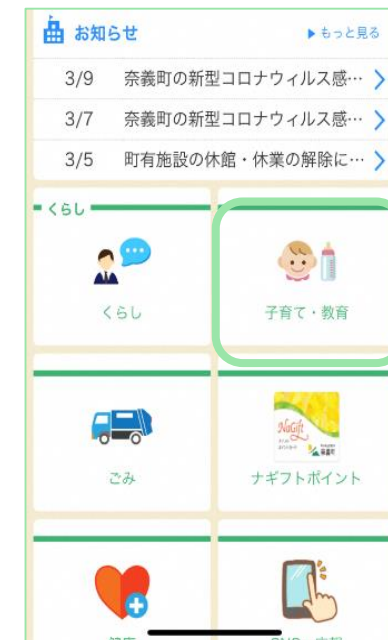 お知らせ ▶もっと見る
3/9 奈義町の新型コロナウィルス感…
3/7 奈義町の新型コロナウィルス感…
3/5 町有施設の休館・休業の解除に…
くらし
くらし 子育て・教育
NaGift
ごみ ナギフトポイント